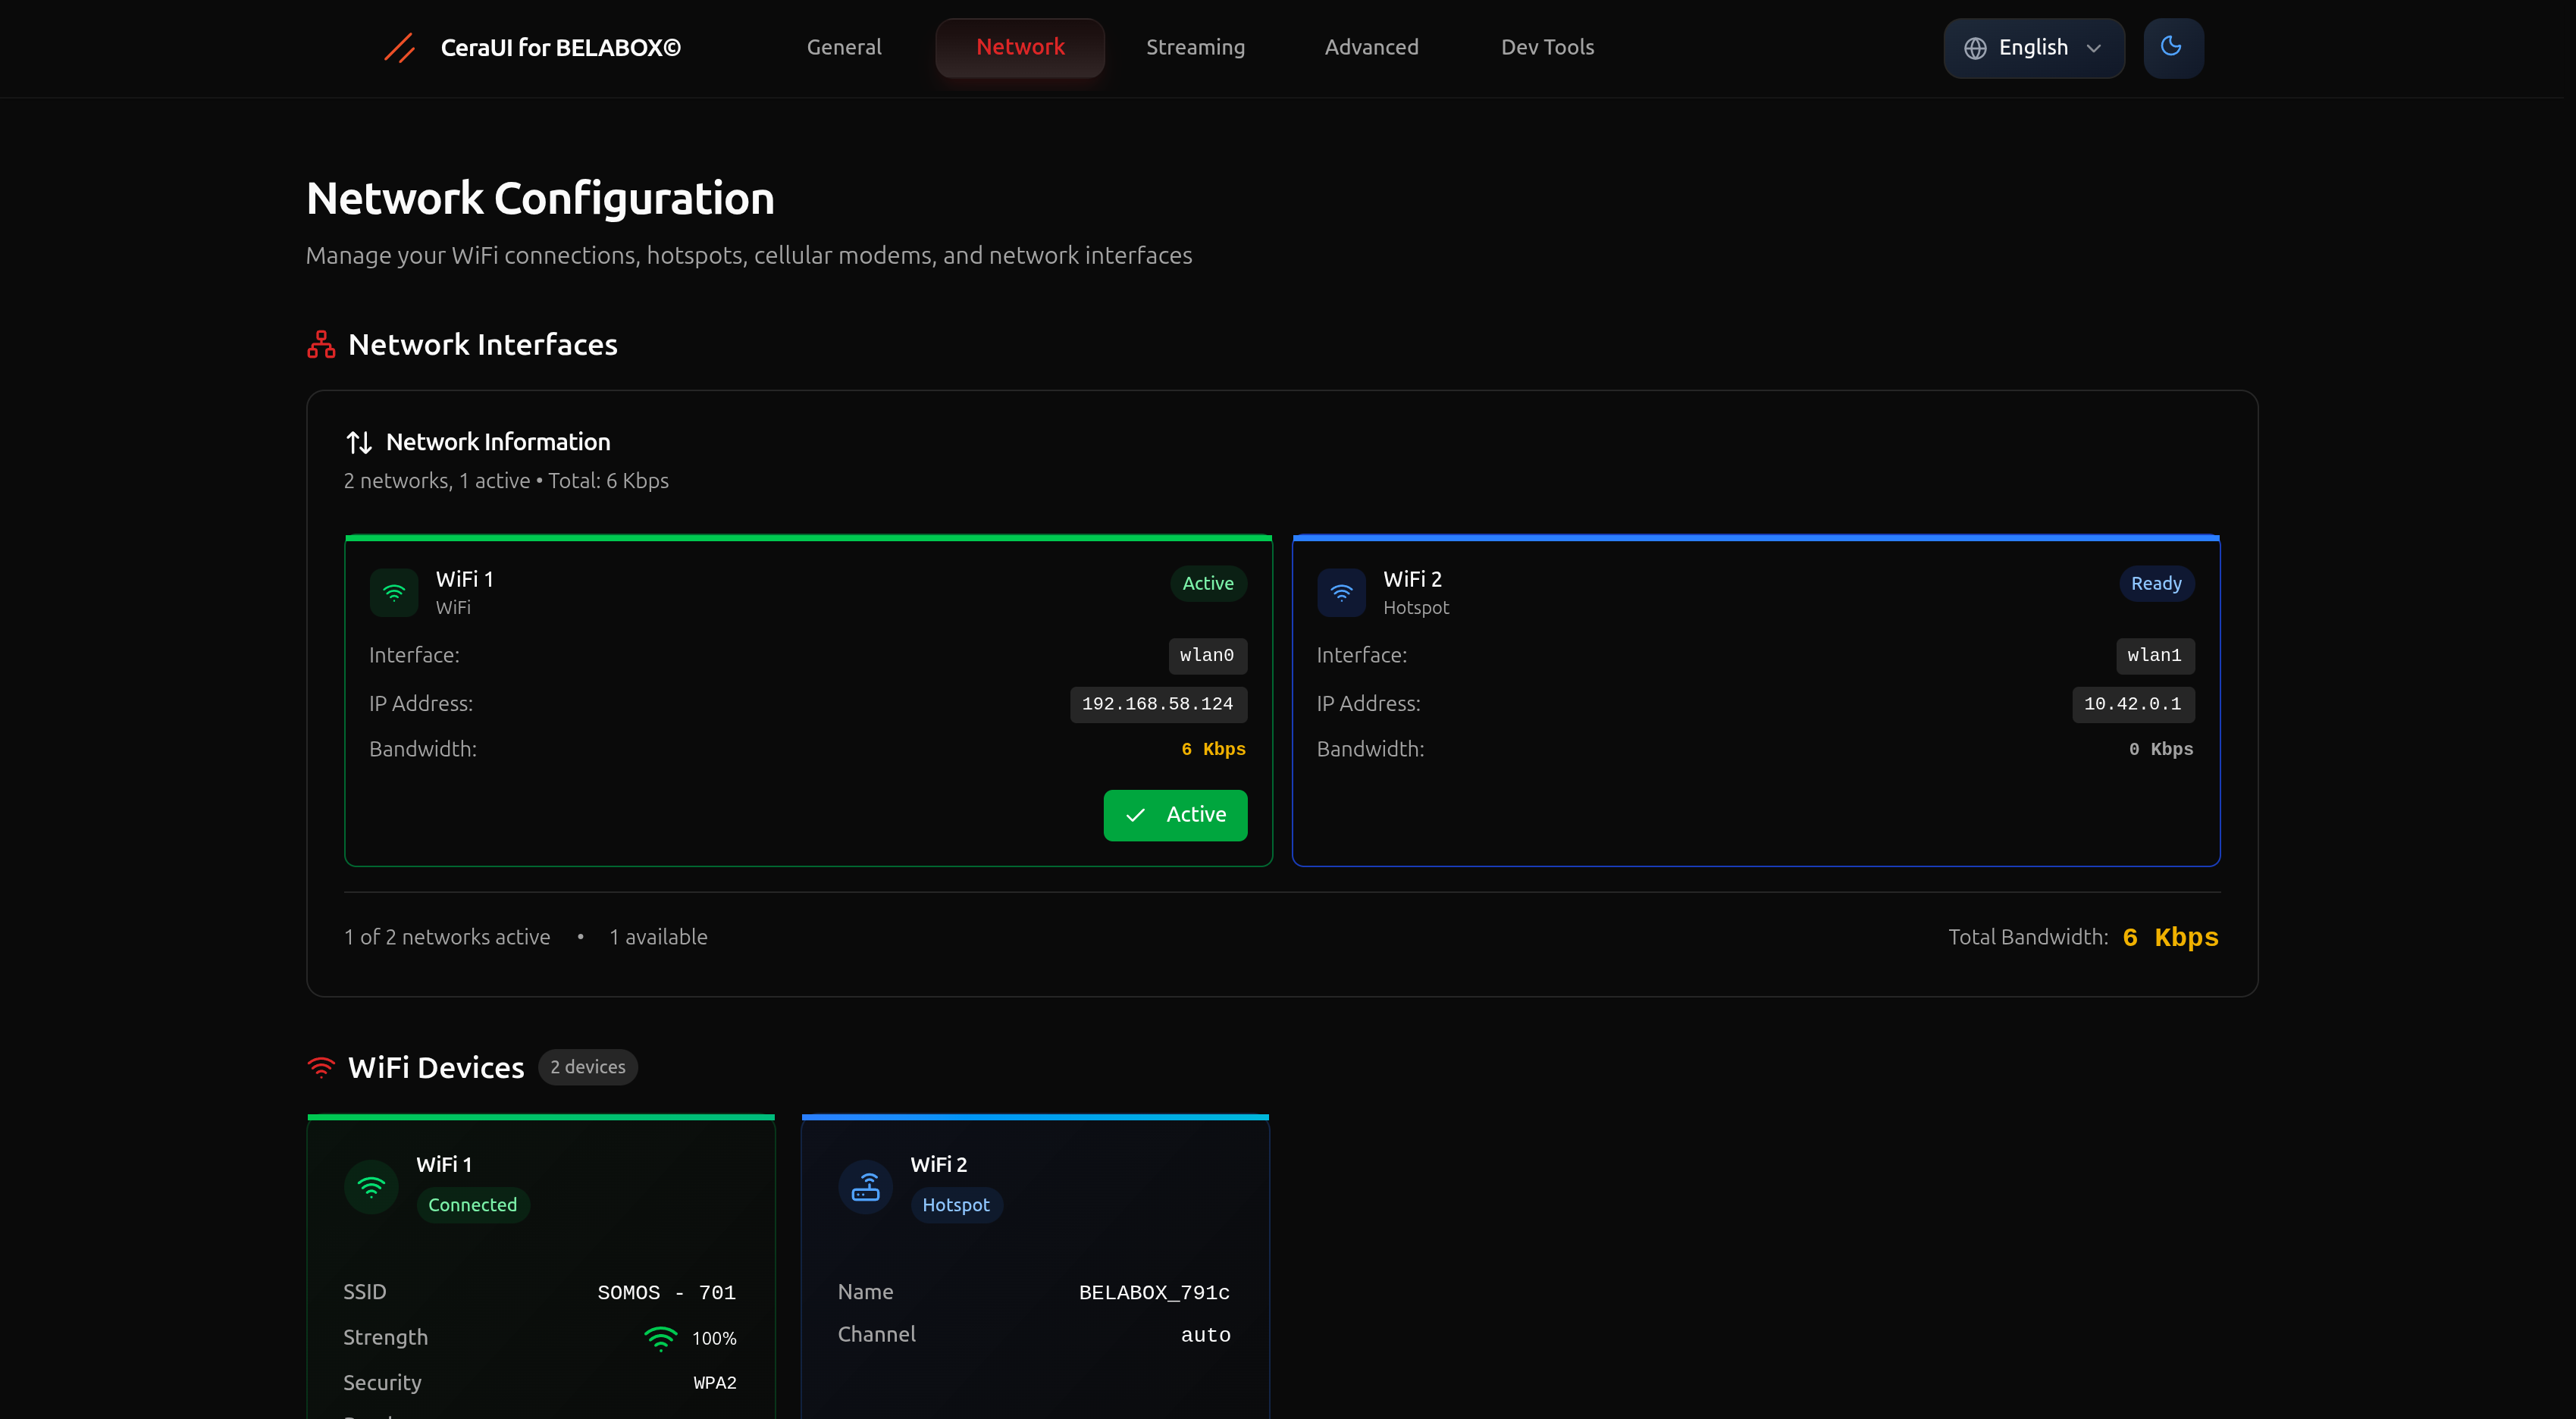 CeraUI for BELABOX©
General
Network
Streaming
Advanced
Dev Tools
English
Network Configuration
Manage your WiFi connections, hotspots, cellular modems, and network interfaces
Network Interfaces
Network Information
2 networks, 1 active • Total: 6 Kbps
WiFi 1
WiFi
Active
Interface:
wlan0
IP Address:
192.168.58.124
Bandwidth:
6 Kbps
Active
WiFi 2
Hotspot
Ready
Interface:
wlan1
IP Address:
10.42.0.1
Bandwidth:
0 Kbps
1 of 2 networks active • 1 available
Total Bandwidth: 6 Kbps
WiFi Devices
2 devices
WiFi 1
Connected
SSID
SOMOS - 701
Strength
100%
Security
WPA2
WiFi 2
Hotspot
Name
BELABOX_791c
Channel
auto